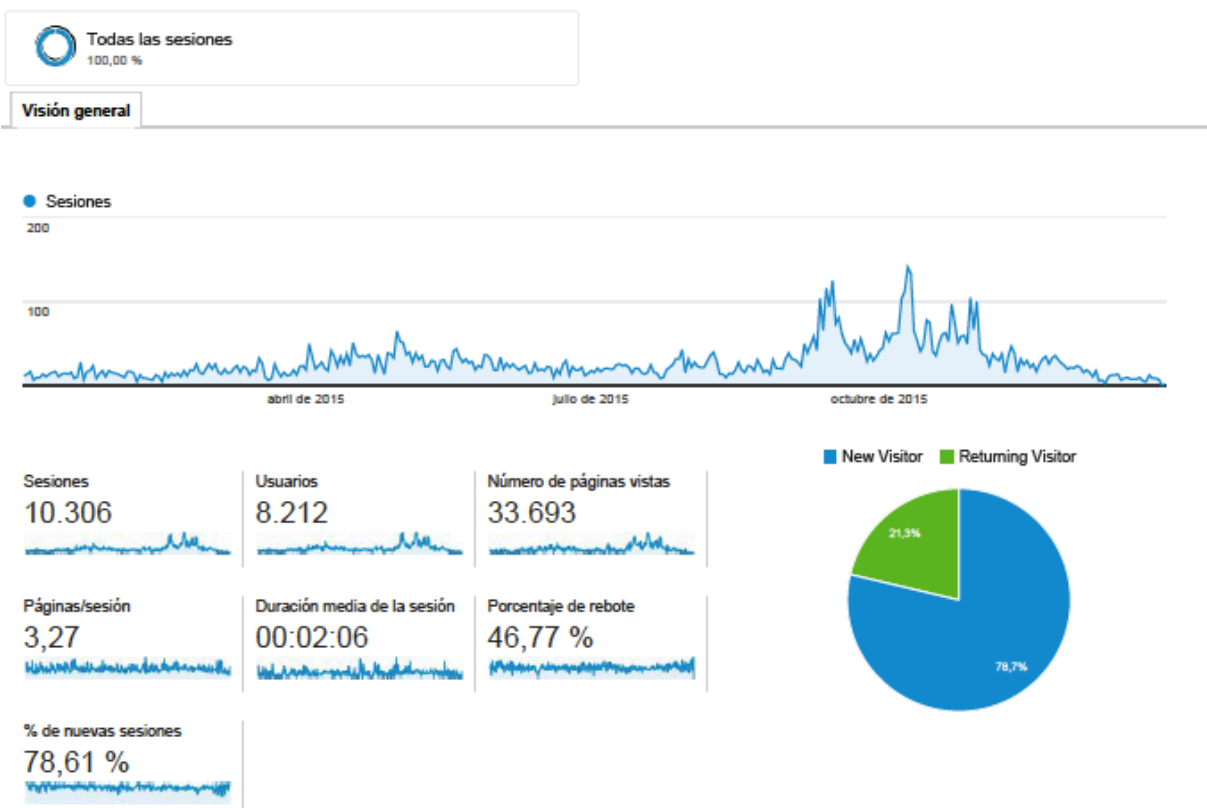 Todas las sesiones
100,00 %
Visión general
Sesiones
200
100
abril de 2015
julio de 2015
octubre de 2015
New Visitor
Returning Visitor
Sesiones
10.306
Usuarios
8.212
Número de páginas vistas
33.693
Páginas/sesión
3,27
Duración media de la sesión
00:02:06
Porcentaje de rebote
46,77 %
% de nuevas sesiones
78,61 %
21,3%
78,7%